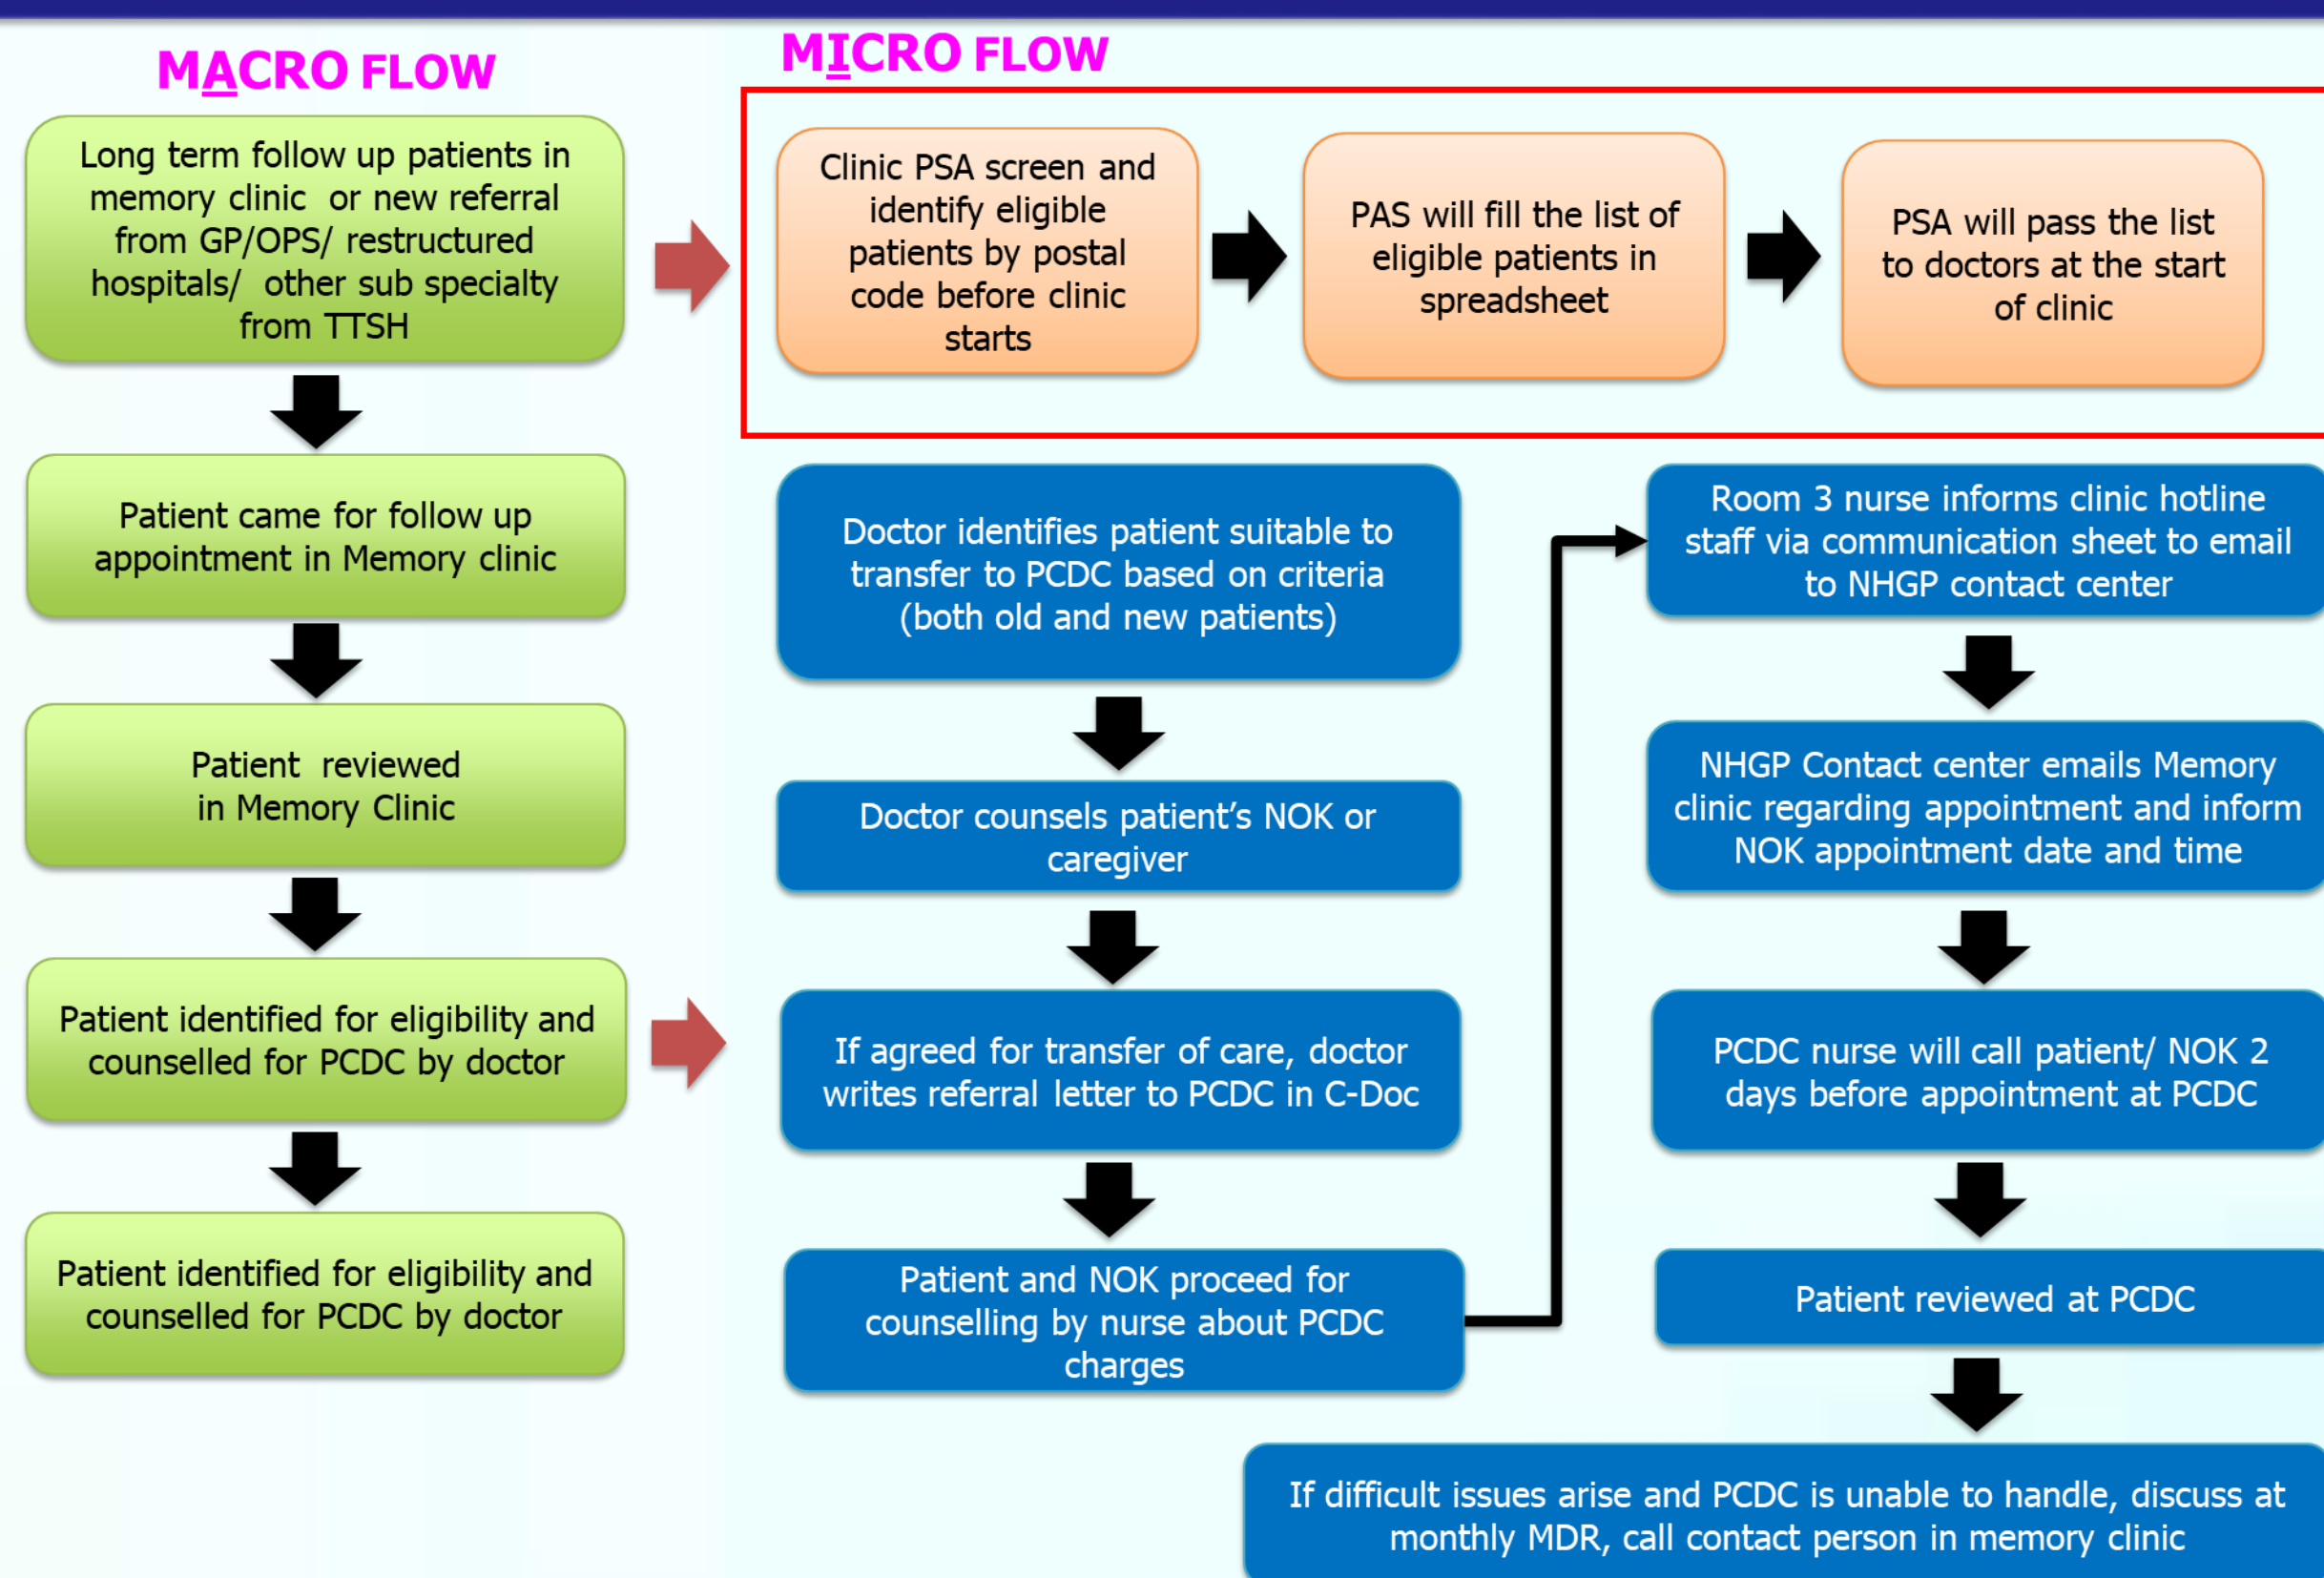 MACRO FLOW
Long term follow up patients in
memory clinic or new referral
from GP/OPS/ restructured
hospitals/ other sub specialty
from TTSH
Patient came for follow up
appointment in Memory clinic
Patient reviewed
in Memory Clinic
Patient identified for eligibility and
counselled for PCDC by doctor
Patient identified for eligibility and
counselled for PCDC by doctor
MICRO FLOW
Clinic PSA screen and
identify eligible
patients by postal
code before clinic
starts
PAS will fill the list of
eligible patients in
spreadsheet
PSA will pass the list
to doctors at the start
of clinic
Doctor identifies patient suitable to
transfer to PCDC based on criteria
(both old and new patients)
Doctor counsels patient’s NOK or
caregiver
If agreed for transfer of care, doctor
writes referral letter to PCDC in C-Doc
Patient and NOK proceed for
counselling by nurse about PCDC
charges
Room 3 nurse informs clinic hotline
staff via communication sheet to email
to NHGP contact center
NHGP Contact center emails Memory
clinic regarding appointment and inform
NOK appointment date and time
PCDC nurse will call patient/ NOK 2
days before appointment at PCDC
Patient reviewed at PCDC
If difficult issues arise and PCDC is unable to handle, discuss at
monthly MDR, call contact person in memory clinic